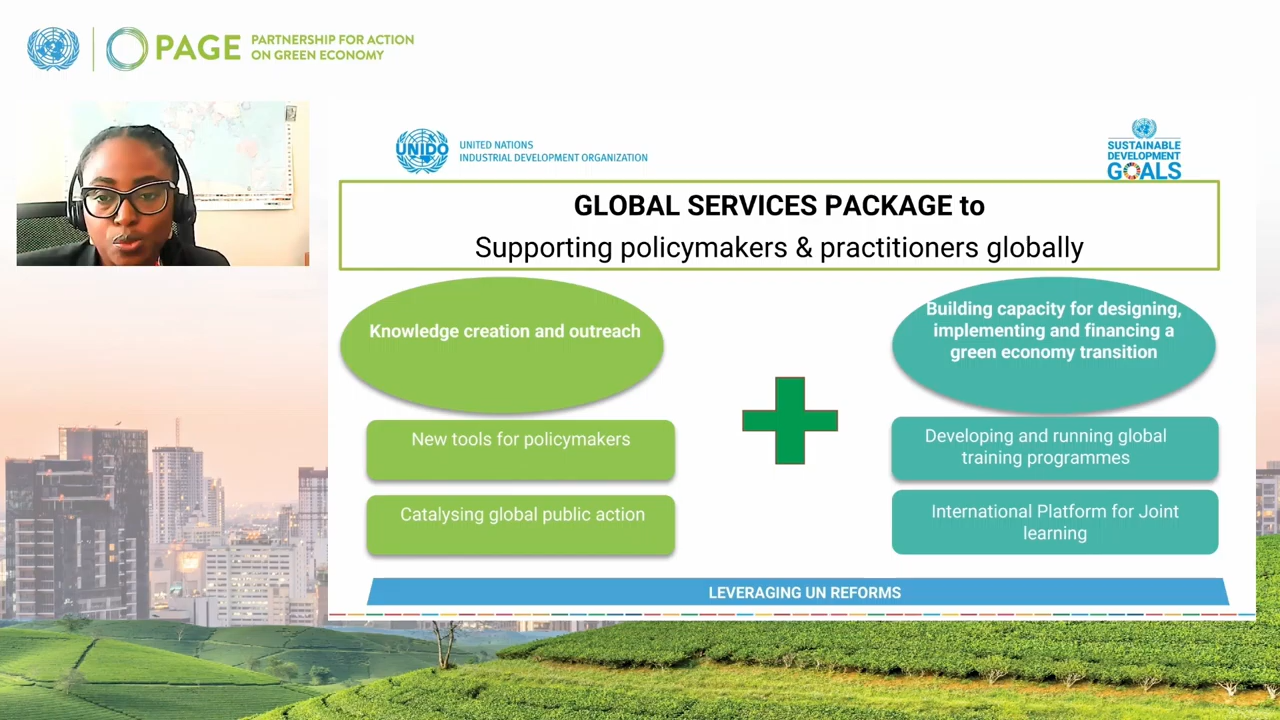 PAGE
PARTNERSHIP FOR ACTION
ON GREEN ECONOMY
UNIDO
UNITED NATIONS
INDUSTRIAL DEVELOPMENT ORGANIZATION
SUSTAINABLE
DEVELOPMENT
GOALS
GLOBAL SERVICES PACKAGE to
Supporting policymakers & practitioners globally
Knowledge creation and outreach
New tools for policymakers
Catalysing global public action
Building capacity for designing,
implementing and financing a
green economy transition
Developing and running global
training programmes
International Platform for Joint
learning
LEVERAGING UN REFORMS